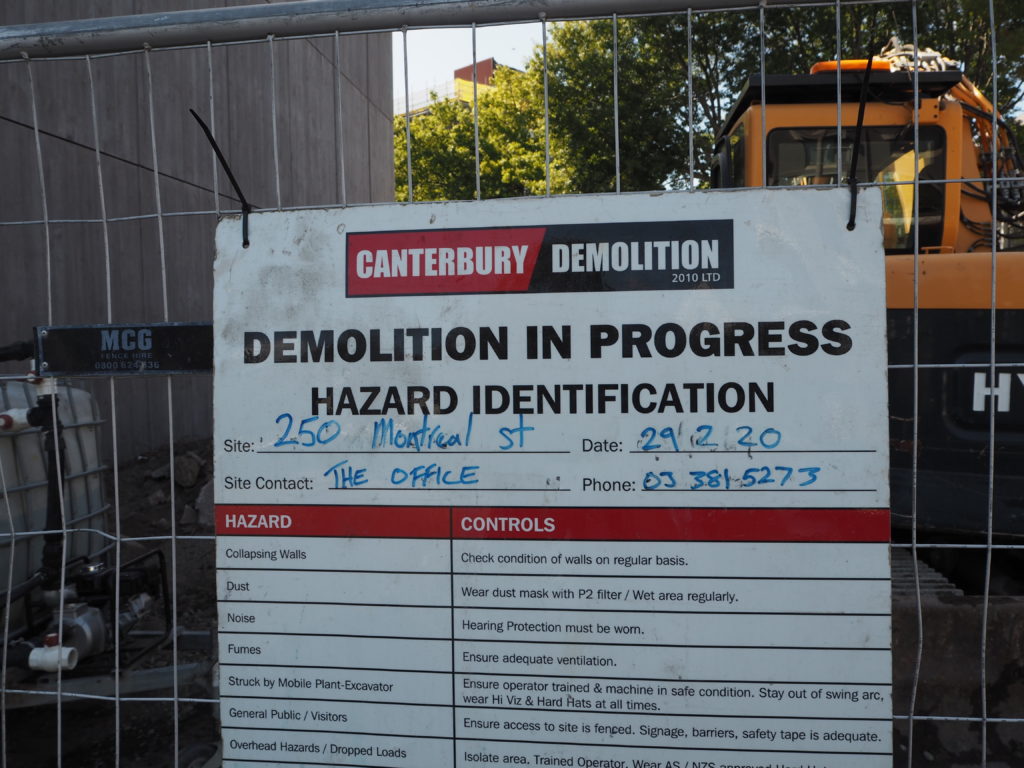 CANTERBURY DEMOLITION
2010 LTD
DEMOLITION IN PROGRESS
HAZARD IDENTIFICATION
Site: 250 Montreal st Date: 29 2 20
Site Contact: THE OFFICE Phone: 03 381 5273
HAZARD CONTROLS
Collapsing Walls Check condition of walls on regular basis.
Dust Wear dust mask with P2 filter / Wet area regularly.
Noise Hearing Protection must be worn.
Fumes Ensure adequate ventilation.
Struck by Mobile Plant-Excavator Ensure operator trained & machine in safe condition. Stay out of swing arc,
wear Hi Viz & Hard Hats at all times.
General Public / Visitors Ensure access to site is fenced. Signage, barriers, safety tape is adequate.
Overhead Hazards / Dropped Loads Isolate area, Trained Operator, Wear AS / NZS approved Hard
MCG
FENCE HIRE
HY